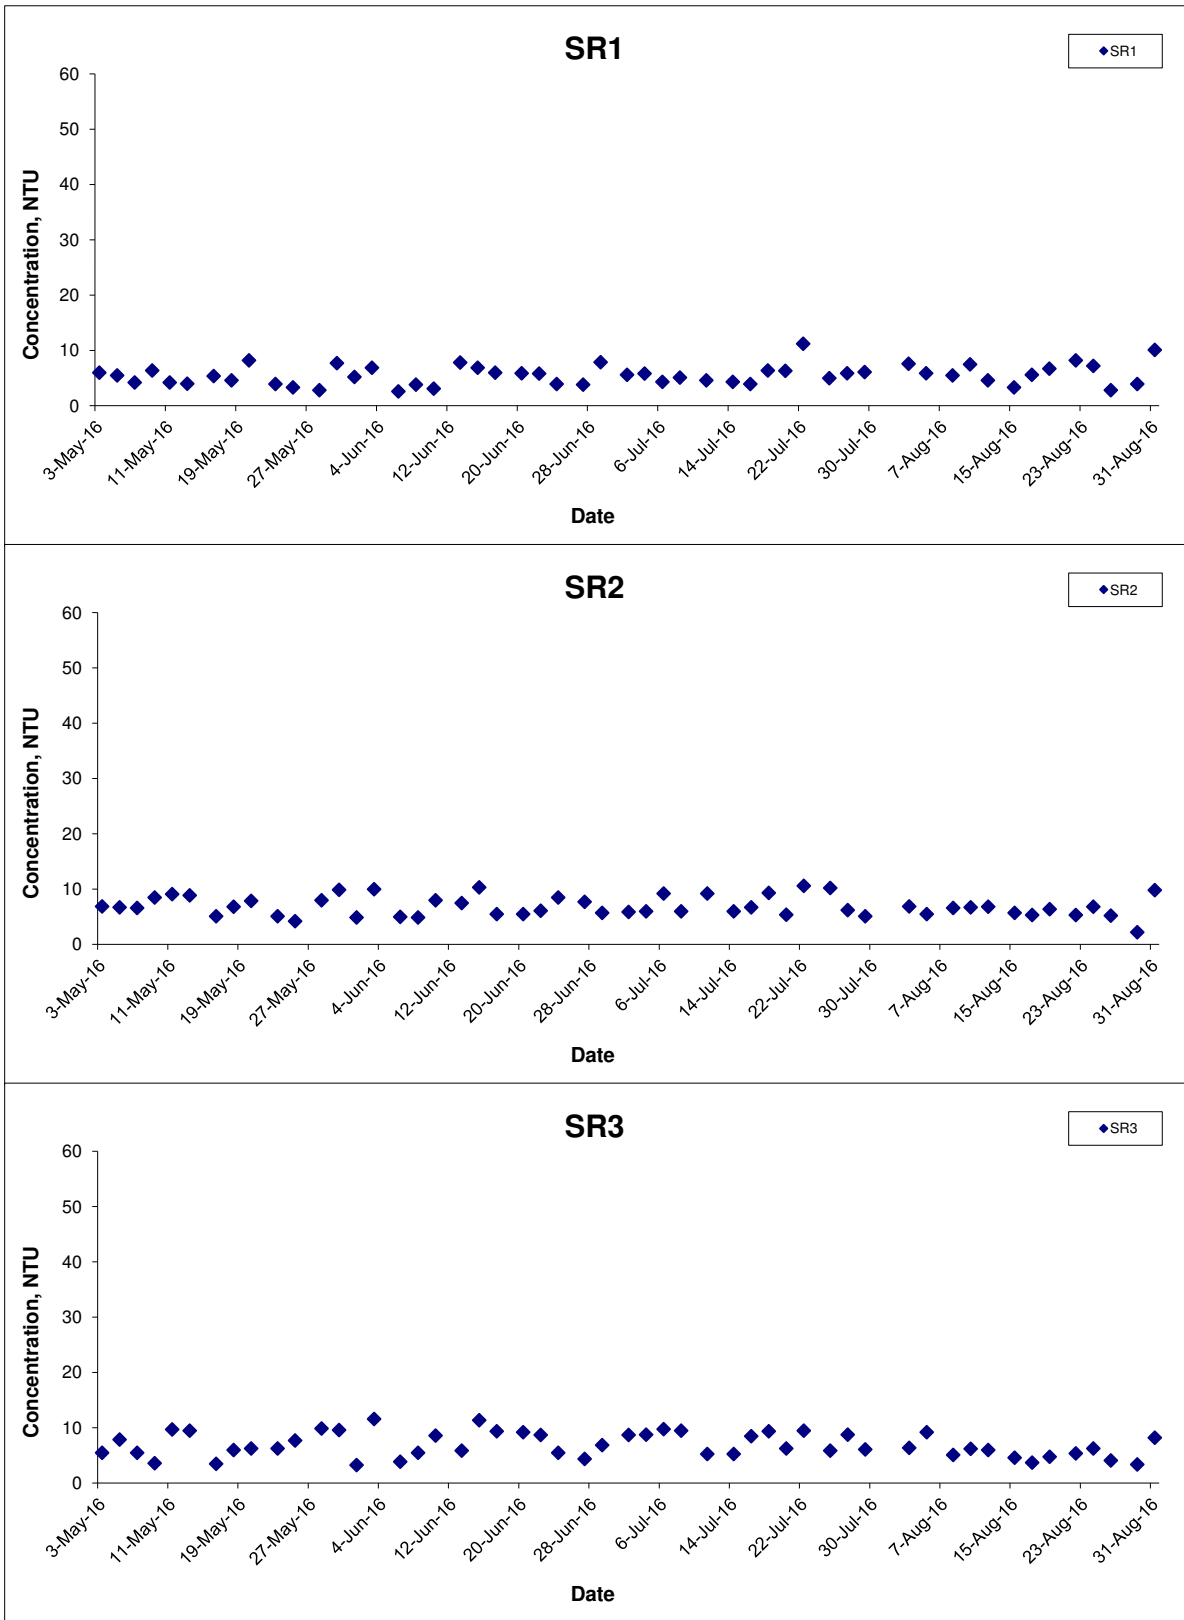 SR1
SR1
Concentration, NTU
60
50
40
30
20
10
0
3-May-16
11-May-16
19-May-16
27-May-16
4-Jun-16
12-Jun-16
20-Jun-16
28-Jun-16
6-Jul-16
14-Jul-16
22-Jul-16
30-Jul-16
7-Aug-16
15-Aug-16
23-Aug-16
31-Aug-16
Date
SR2
SR2
Concentration, NTU
60
50
40
30
20
10
0
3-May-16
11-May-16
19-May-16
27-May-16
4-Jun-16
12-Jun-16
20-Jun-16
28-Jun-16
6-Jul-16
14-Jul-16
22-Jul-16
30-Jul-16
7-Aug-16
15-Aug-16
23-Aug-16
31-Aug-16
Date
SR3
SR3
Concentration, NTU
60
50
40
30
20
10
0
3-May-16
11-May-16
19-May-16
27-May-16
4-Jun-16
12-Jun-16
20-Jun-16
28-Jun-16
6-Jul-16
14-Jul-16
22-Jul-16
30-Jul-16
7-Aug-16
15-Aug-16
23-Aug-16
31-Aug-16
Date